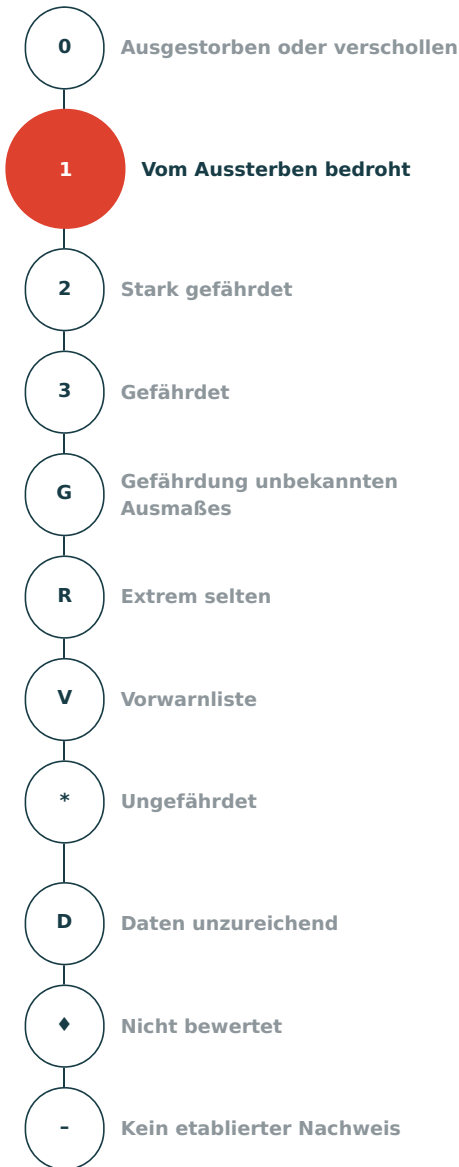 0 Ausgestorben oder verschollen
1 Vom Aussterben bedroht
2 Stark gefährdet
3 Gefährdet
G Gefährdung unbekannten
Ausmaßes
R Extrem selten
V Vorwarnliste
* Ungefährdet
D Daten unzureichend
♦ Nicht bewertet
– Kein etablierter Nachweis